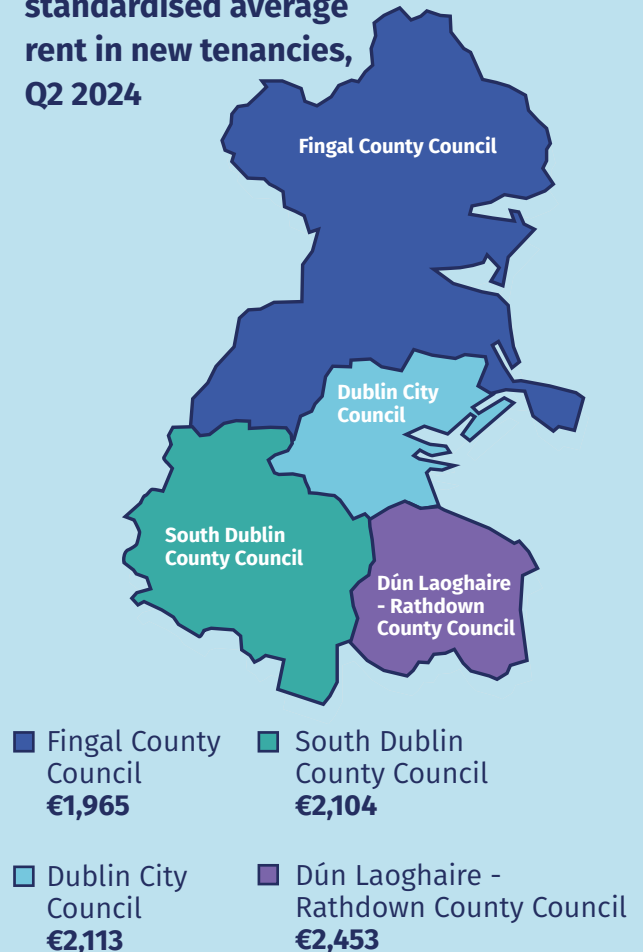 standardised average
rent in new tenancies,
Q2 2024
Fingal County Council
Dublin City
Council
South Dublin
County Council
Dún Laoghaire
- Rathdown
County Council
Fingal County
Council
€1,965
South Dublin
County Council
€2,104
Dublin City
Council
€2,113
Dún Laoghaire -
Rathdown County Council
€2,453